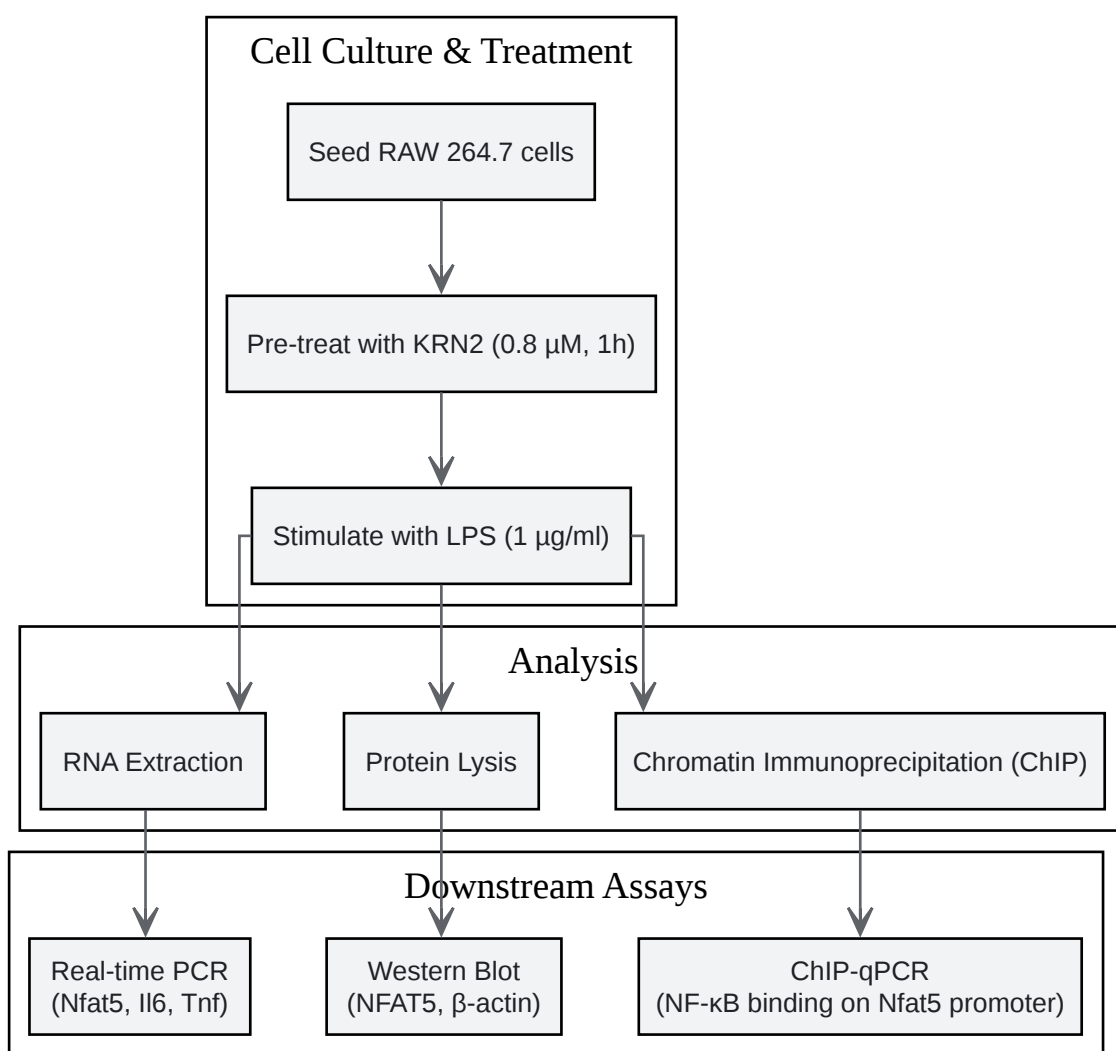 Cell Culture & Treatment
Seed RAW 264.7 cells
Pre-treat with KRN2 (0.8 µM, 1h)
Stimulate with LPS (1 µg/ml)
Analysis
RNA Extraction
Protein Lysis
Chromatin Immunoprecipitation (ChIP)
Downstream Assays
Real-time PCR
(Nfat5, Il6, Tnf)
Western Blot
(NFAT5, β-actin)
ChIP-qPCR
(NF-κB binding on Nfat5 promoter)